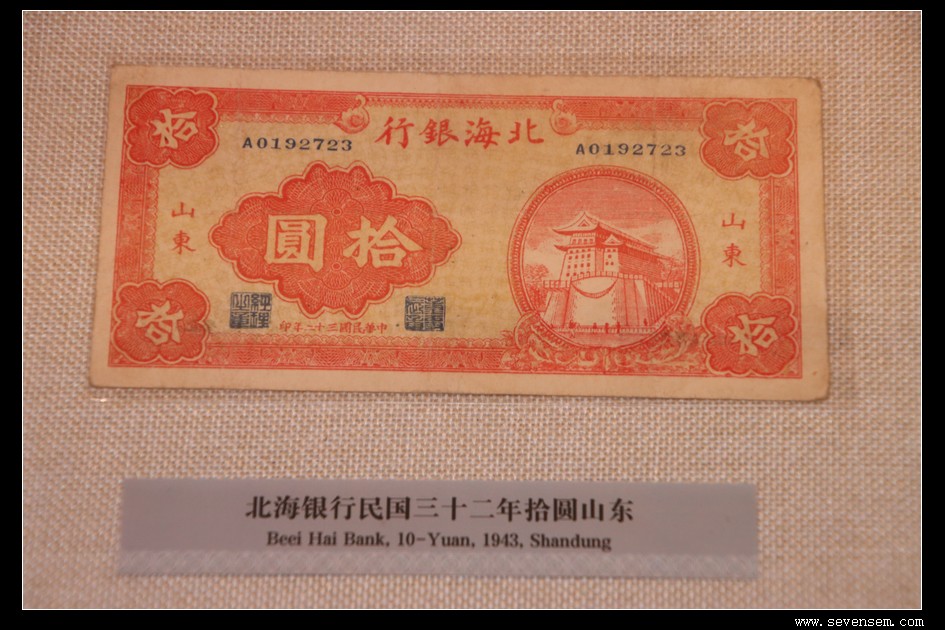 拾
北海銀行
拾
A0192723
A0192723
山東
拾圓
山東
拾
中華民國三十二年印
拾
北海银行民国三十二年拾圆山东
Beei Hai Bank, 10-Yuan, 1943, Shandung
www.sevensem.com